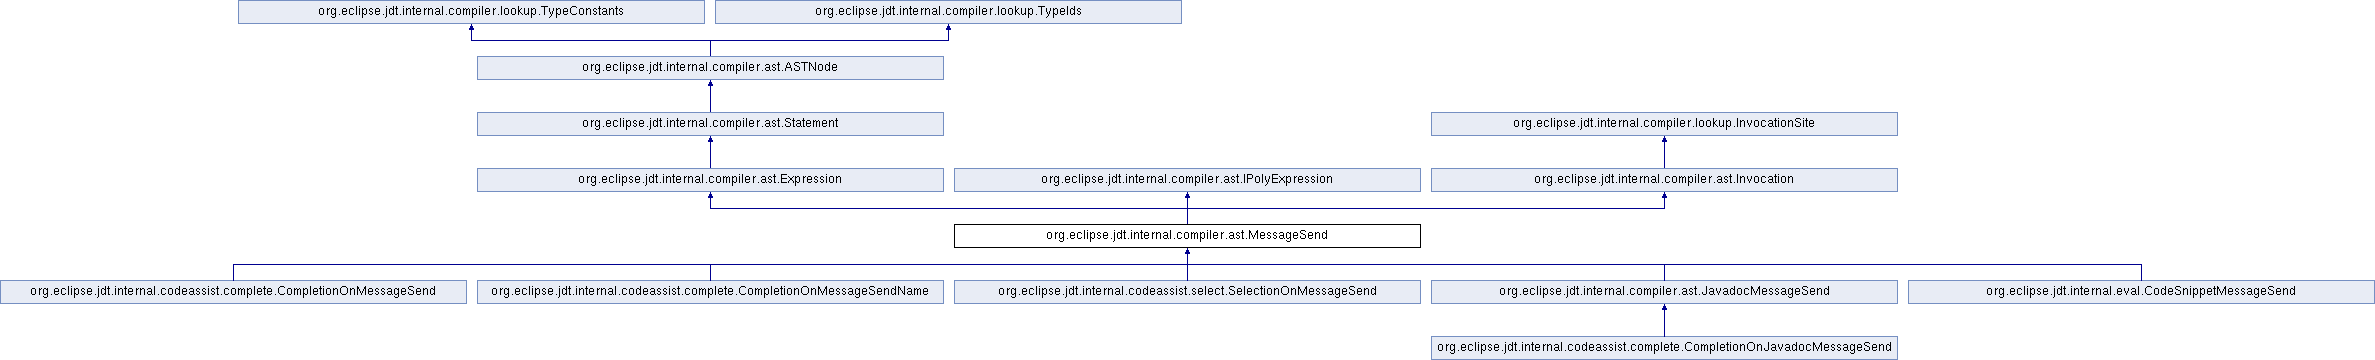 org.eclipse.jdt.internal.compiler.lookup.TypeConstants
org.eclipse.jdt.internal.compiler.lookup.TypeIds
org.eclipse.jdt.internal.compiler.ast.ASTNode
org.eclipse.jdt.internal.compiler.ast.Statement
org.eclipse.jdt.internal.compiler.lookup.InvocationSite
org.eclipse.jdt.internal.compiler.ast.Expression
org.eclipse.jdt.internal.compiler.ast.IPolyExpression
org.eclipse.jdt.internal.compiler.ast.Invocation
org.eclipse.jdt.internal.compiler.ast.MessageSend
org.eclipse.jdt.internal.codeassist.complete.CompletionOnMessageSend
org.eclipse.jdt.internal.codeassist.complete.CompletionOnMessageSendName
org.eclipse.jdt.internal.codeassist.select.SelectionOnMessageSend
org.eclipse.jdt.internal.compiler.ast.JavadocMessageSend
org.eclipse.jdt.internal.eval.CodeSnippetMessageSend
org.eclipse.jdt.internal.codeassist.complete.CompletionOnJavadocMessageSend